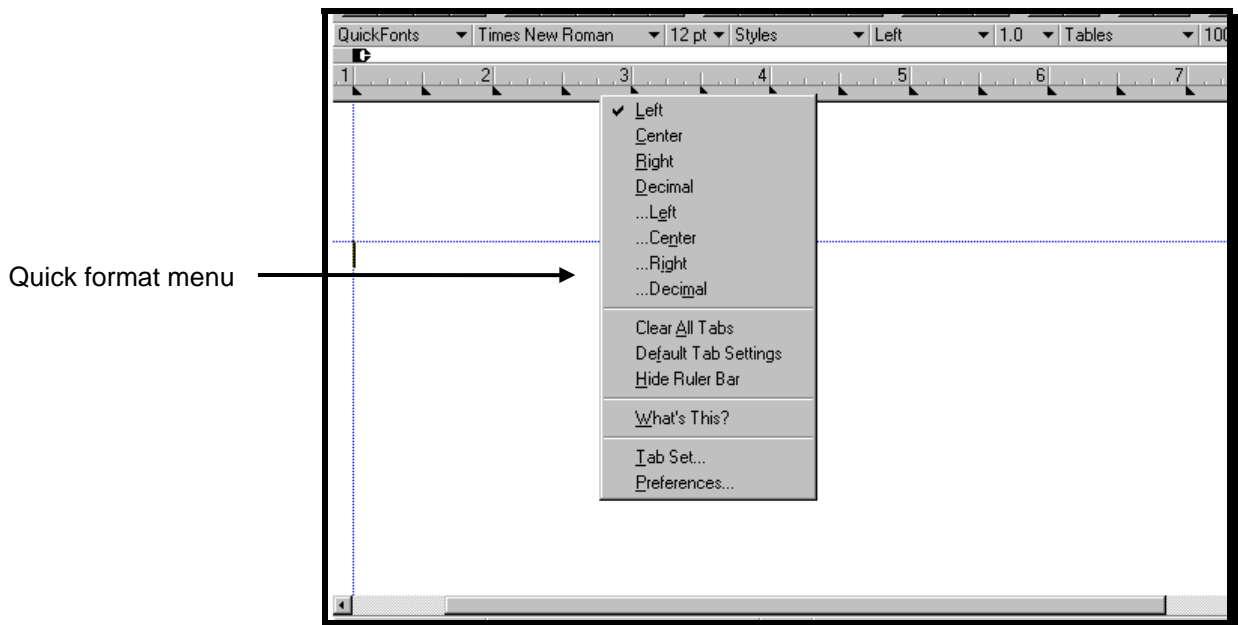 QuickFonts Times New Roman 12 pt Styles Left 1.0 Tables 100
1 2 3 4 5 6 7
Left
Center
Right
Decimal
...Left
...Center
...Right
...Decimal
Clear All Tabs
Default Tab Settings
Hide Ruler Bar
What's This?
Tab Set...
Preferences...
Quick format menu